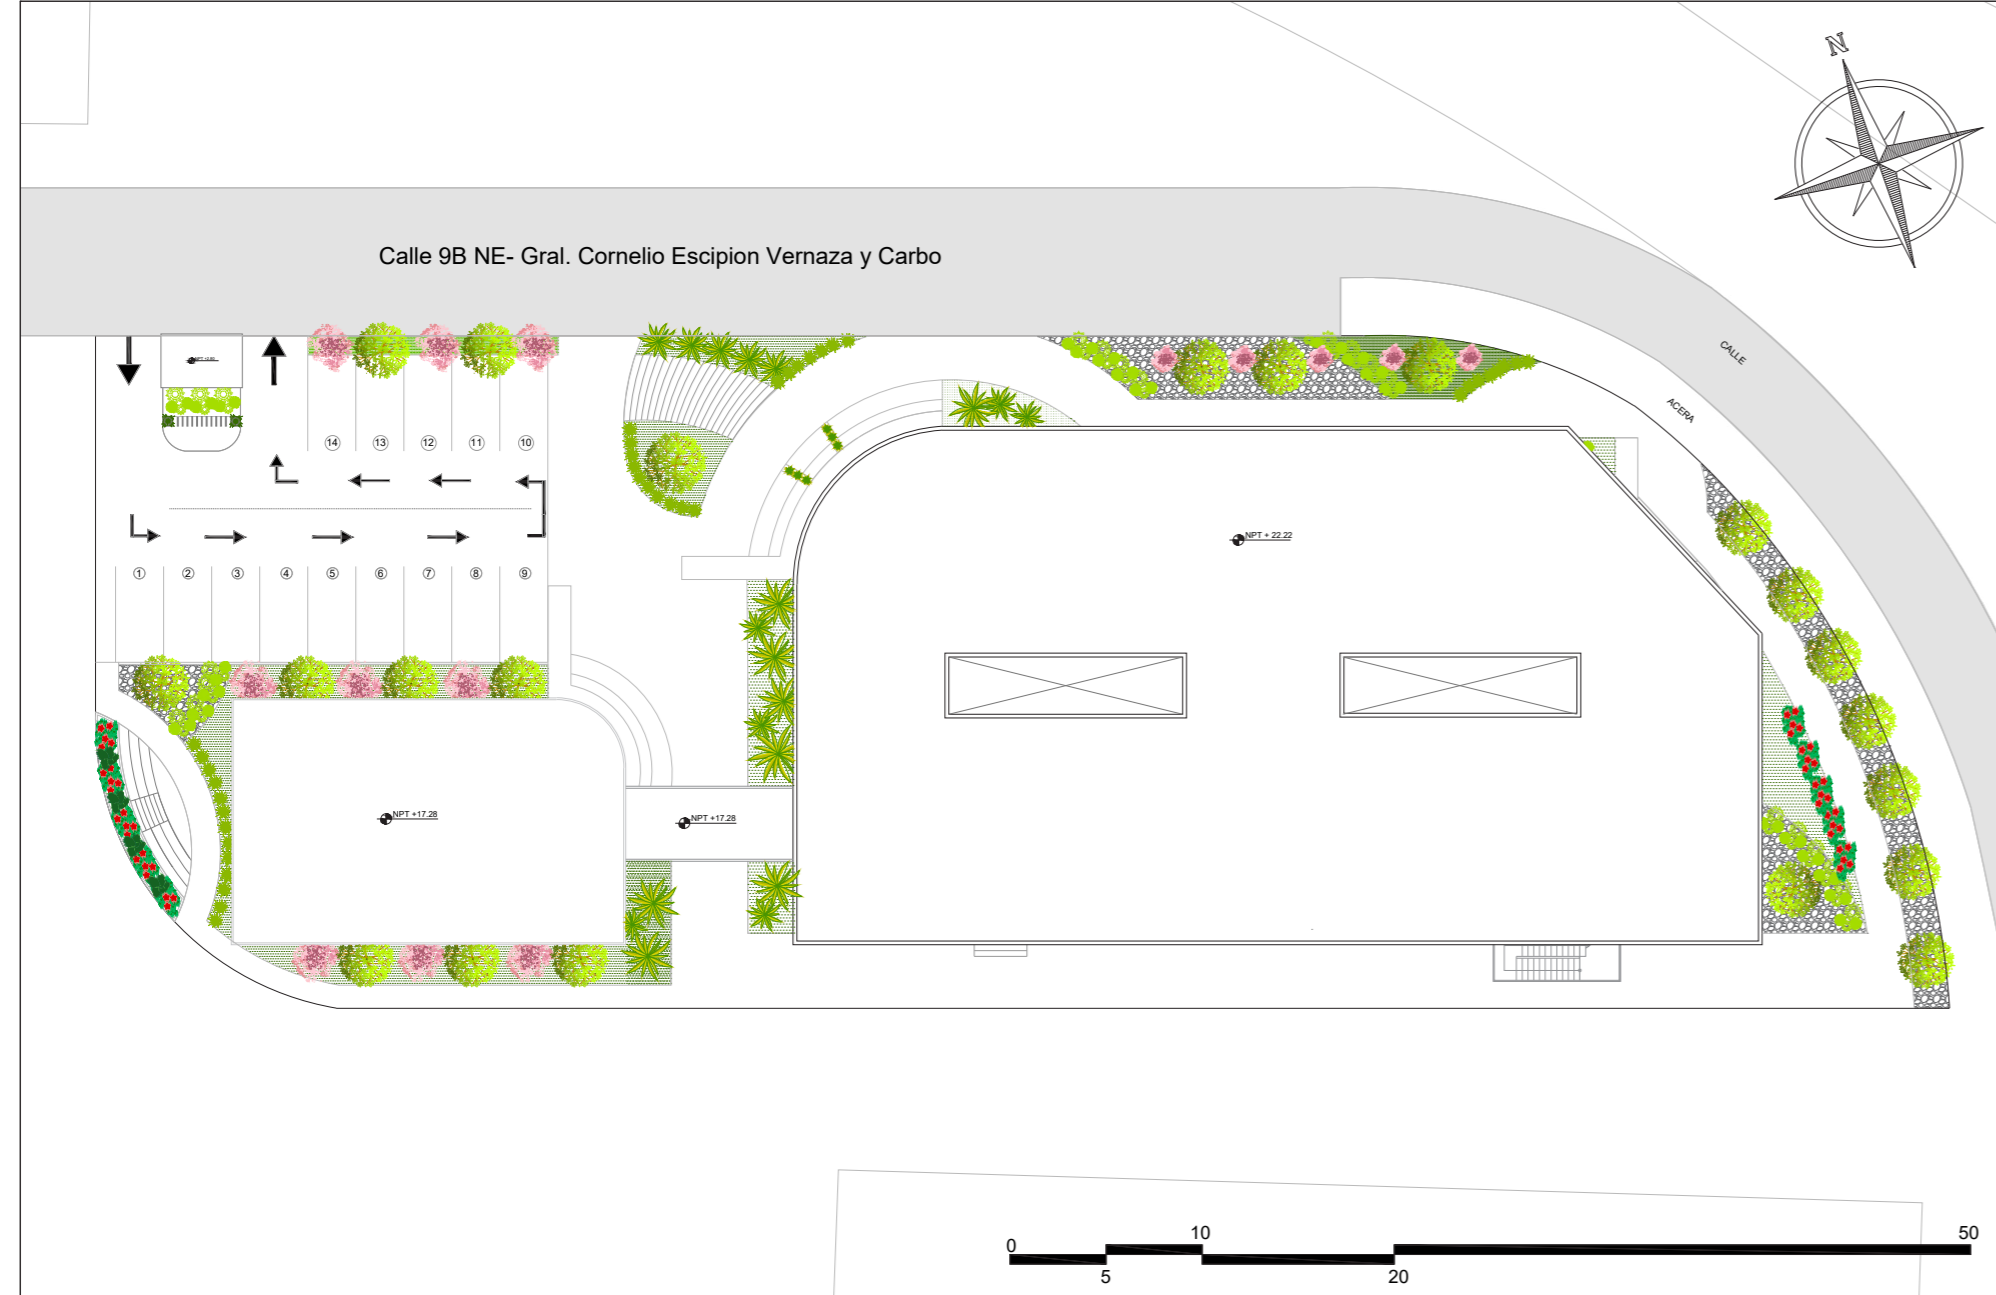 N
Calle 9B NE- Gral. Cornelio Escipion Vernaza y Carbo
CALLE
ACERA
14 13 12 11 10
NPT + 22.22
1 2 3 4 5 6 7 8 9
NPT +17.28
NPT +17.28
0 10 50
5 20